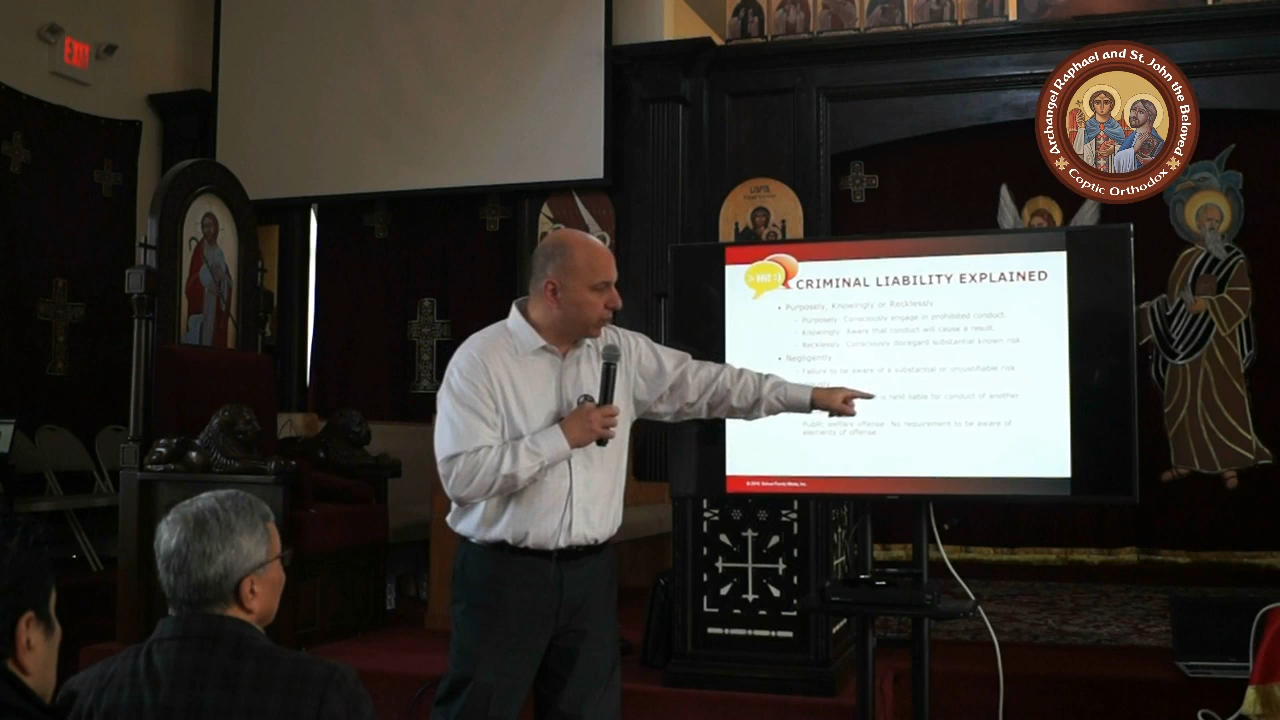 EXIT
Archangel Raphael and St. John the Beloved
Coptic Orthodox
CRIMINAL LIABILITY EXPLAINED
• Purposely, Knowingly or Recklessly
– Purposely: Consciously engage in prohibited conduct.
– Knowingly: Aware that conduct will cause a result.
– Recklessly: Consciously disregard substantial known risk
• Negligently
– Failure to be aware of a substantial or unjustifiable risk
is held liable for conduct of another
Public welfare offense: No requirement to be aware of
elements of offense